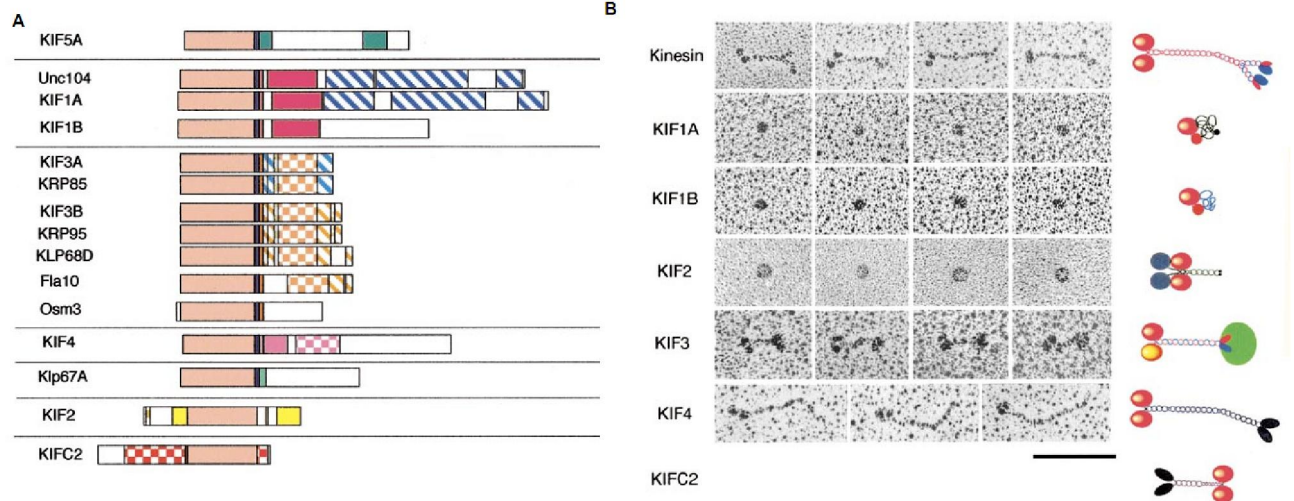 A
KIF5A
Unc104
KIF1A
KIF1B
KIF3A
KRP85
KIF3B
KRP95
KLP68D
Fla10
Osm3
KIF4
Klp67A
KIF2
KIFC2
B
Kinesin
KIF1A
KIF1B
KIF2
KIF3
KIF4
KIFC2